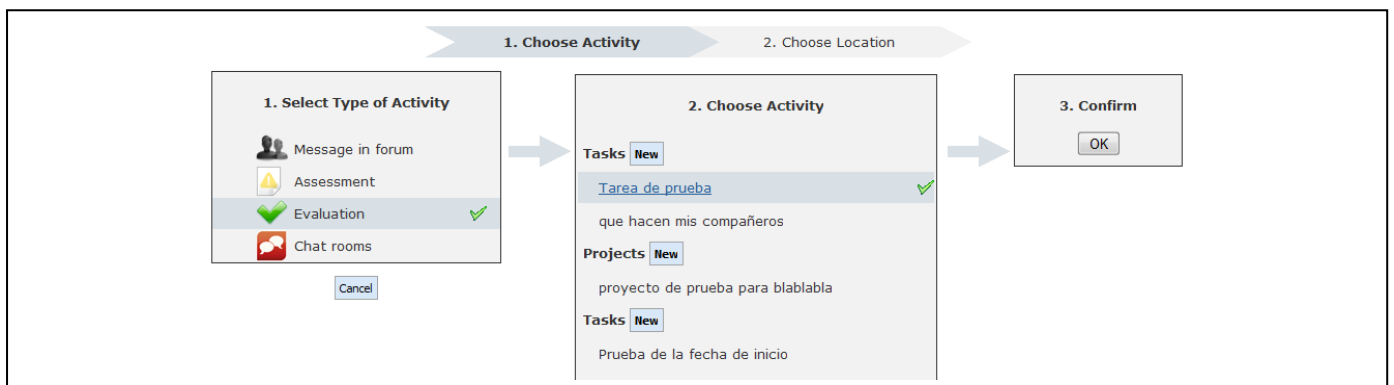 1. Choose Activity
2. Choose Location
1. Select Type of Activity
Message in forum
Assessment
Evaluation
Chat rooms
Cancel
2. Choose Activity
Tasks New
Tarea de prueba
que hacen mis compañeros
Projects New
proyecto de prueba para blablabla
Tasks New
Prueba de la fecha de inicio
3. Confirm
OK